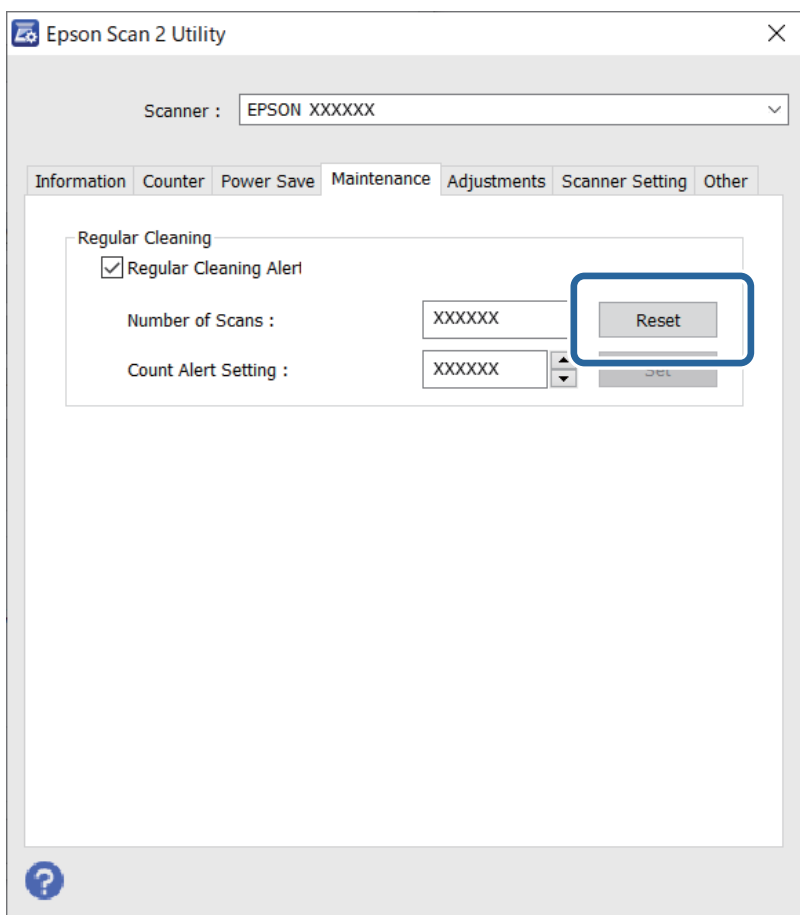 Epson Scan 2 Utility
Scanner : EPSON XXXXXX
Information Counter Power Save Maintenance Adjustments Scanner Setting Other
Regular Cleaning
Regular Cleaning Alert
Number of Scans : XXXXXX Reset
Count Alert Setting : XXXXXX Set
?